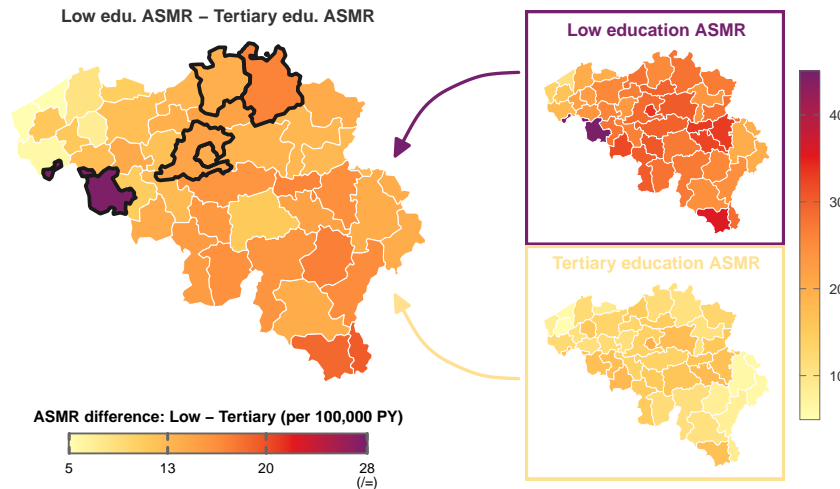 Low edu. ASMR − Tertiary edu. ASMR
Low education ASMR
Tertiary education ASMR
40
30
20
10
ASMR difference: Low − Tertiary (per 100,000 PY)
5 13 20 28
(/=)